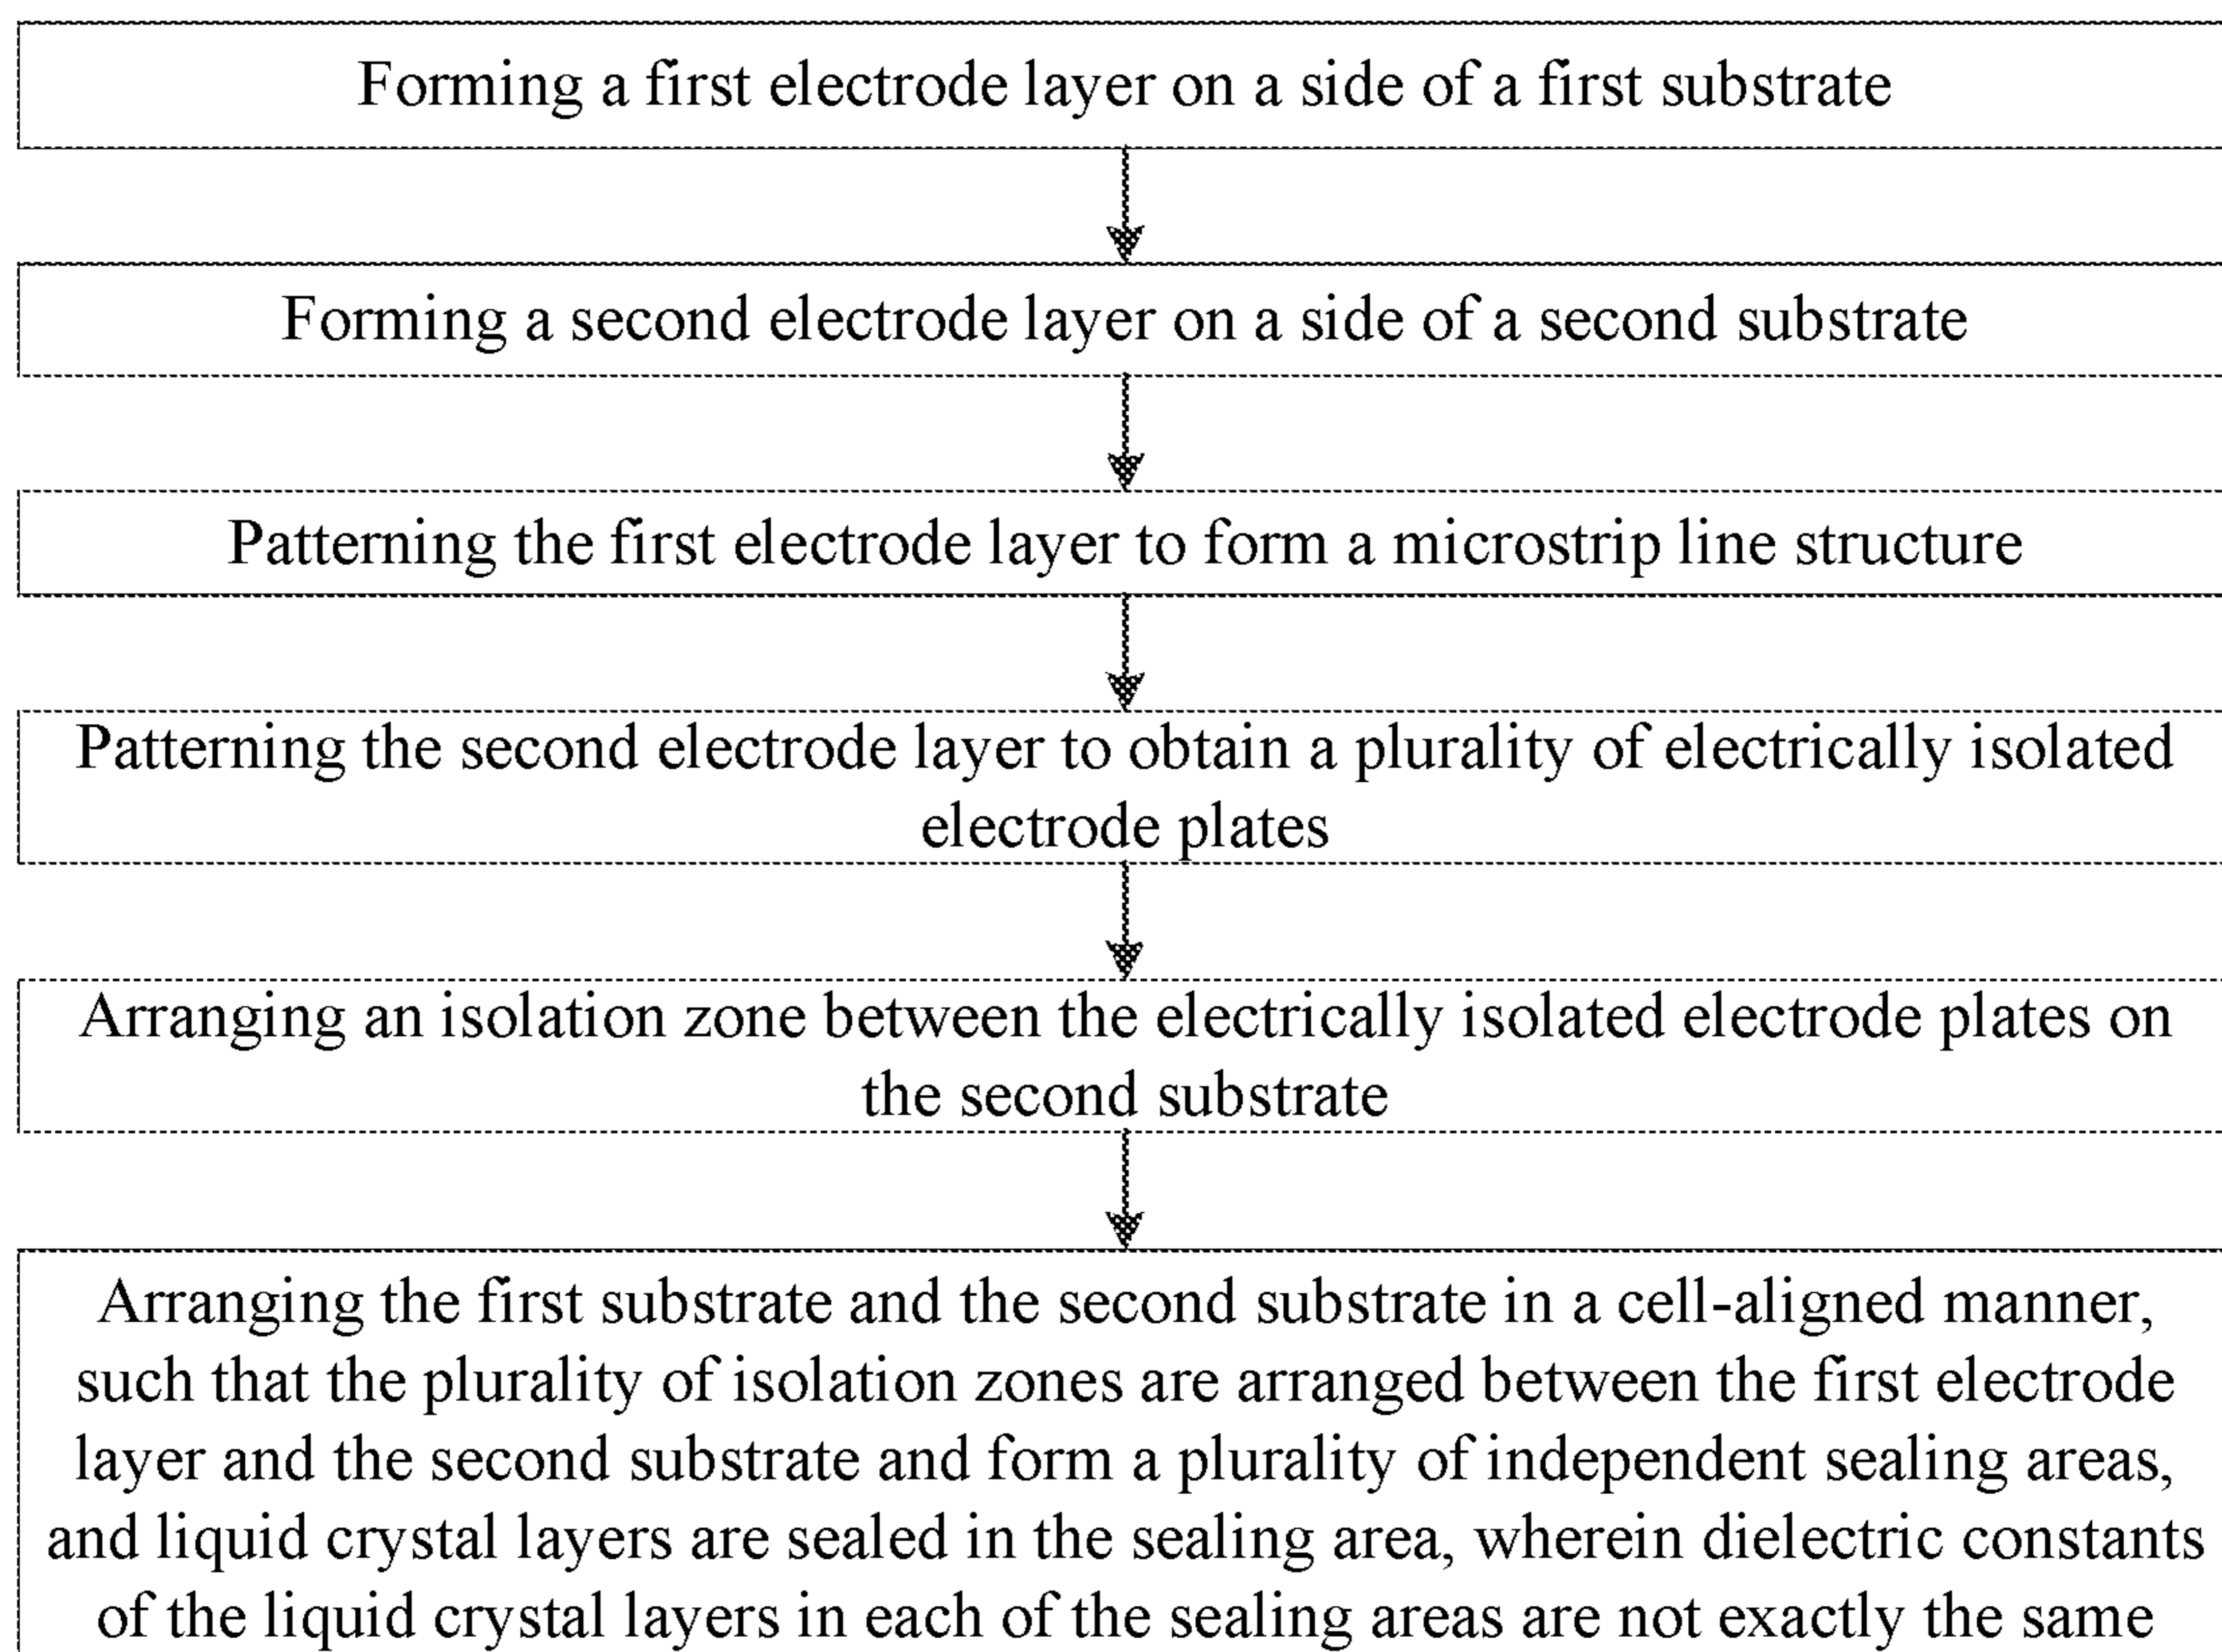 Forming a first electrode layer on a side of a first substrate
Forming a second electrode layer on a side of a second substrate
Patterning the first electrode layer to form a microstrip line structure
Patterning the second electrode layer to obtain a plurality of electrically isolated
electrode plates
Arranging an isolation zone between the electrically isolated electrode plates on
the second substrate
Arranging the first substrate and the second substrate in a cell-aligned manner,
such that the plurality of isolation zones are arranged between the first electrode
layer and the second substrate and form a plurality of independent sealing areas,
and liquid crystal layers are sealed in the sealing area, wherein dielectric constants
of the liquid crystal layers in each of the sealing areas are not exactly the same